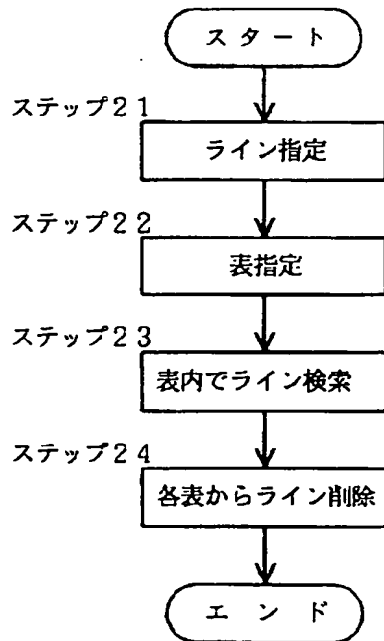 スタート
ステップ21
ライン指定
ステップ22
表指定
ステップ23
表内でライン検索
ステップ24
各表からライン削除
エンド